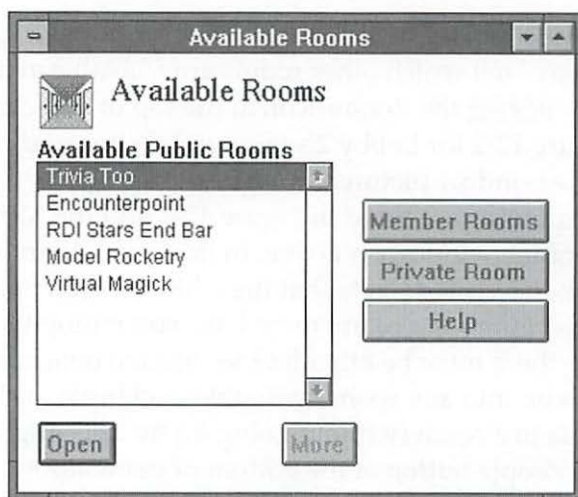 Available Rooms
Available Rooms
Available Public Rooms
Trivia Too
Encounterpoint
RDI Stars End Bar
Model Rocketry
Virtual Magick
Member Rooms
Private Room
Help
Open
More